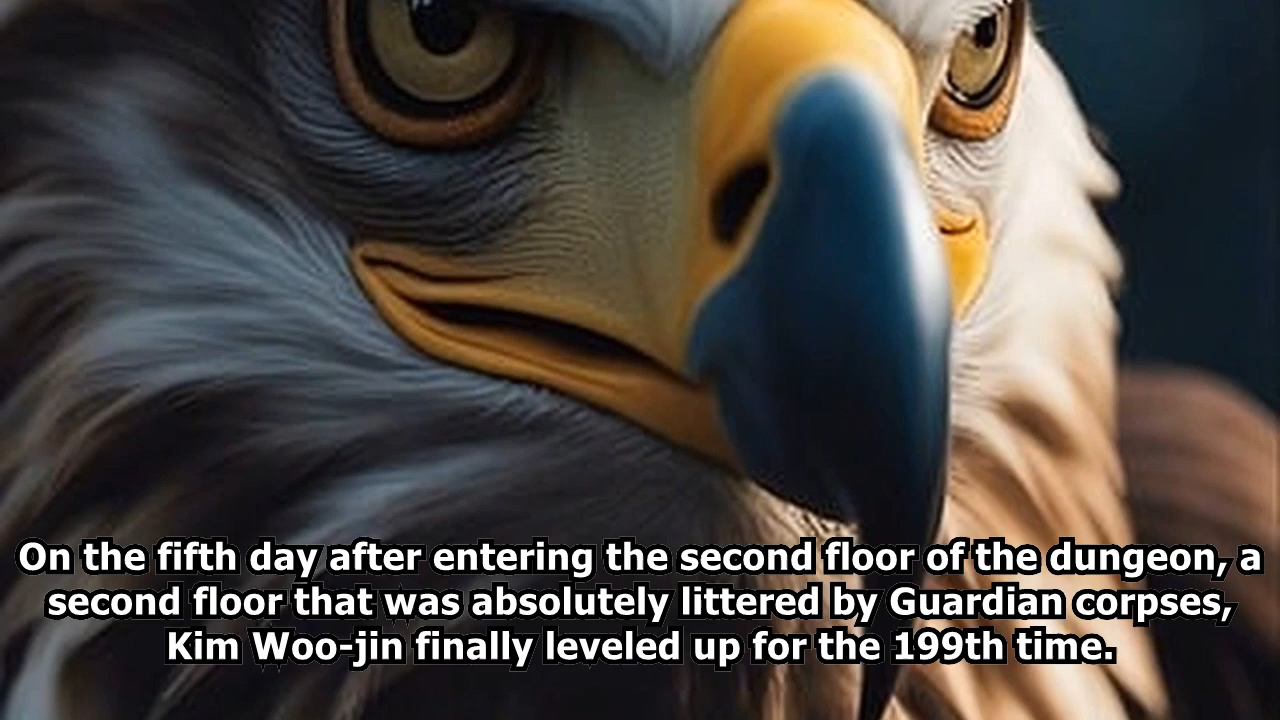 On the fifth day after entering the second floor of the dungeon, a
second floor that was absolutely littered by Guardian corpses,
Kim Woo-jin finally leveled up for the 199th time.